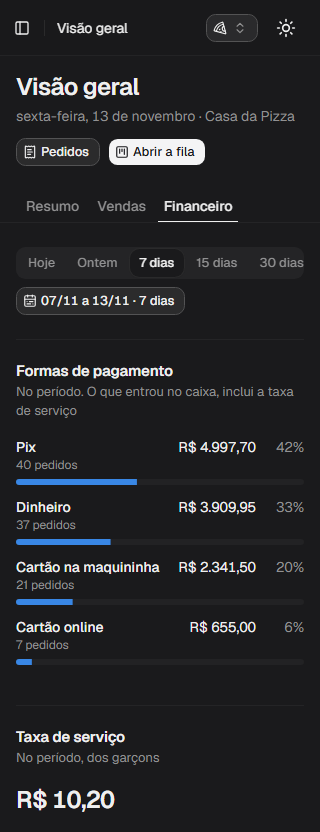 Visão geral
Visão geral
sexta-feira, 13 de novembro · Casa da Pizza
Pedidos
Abrir a fila
Resumo
Vendas
Financeiro
Hoje
Ontem
7 dias
15 dias
30 dias
07/11 a 13/11 · 7 dias
Formas de pagamento
No período. O que entrou no caixa, inclui a taxa
de serviço
Pix R$ 4.997,70 42%
40 pedidos
Dinheiro R$ 3.909,95 33%
37 pedidos
Cartão na maquininha R$ 2.341,50 20%
21 pedidos
Cartão online R$ 655,00 6%
7 pedidos
Taxa de serviço
No período, dos garçons
R$ 10,20